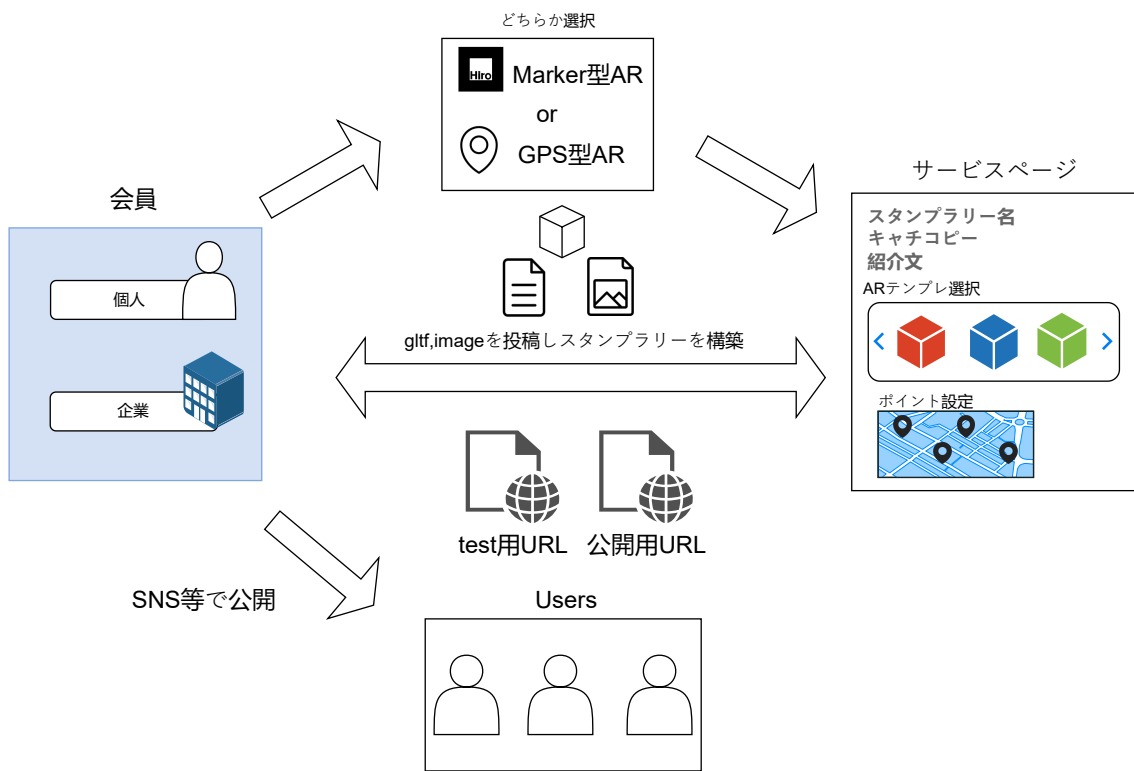 どちらか選択
Hiro
Marker型AR
or
GPS型AR
会員
個人
企業
サービスページ
スタンプラリー名
キャチコピー
紹介文
ARテンプレ選択
ポイント設定
gltf,imageを投稿しスタンプラリーを構築
test用URL
公開用URL
SNS等で公開
Users